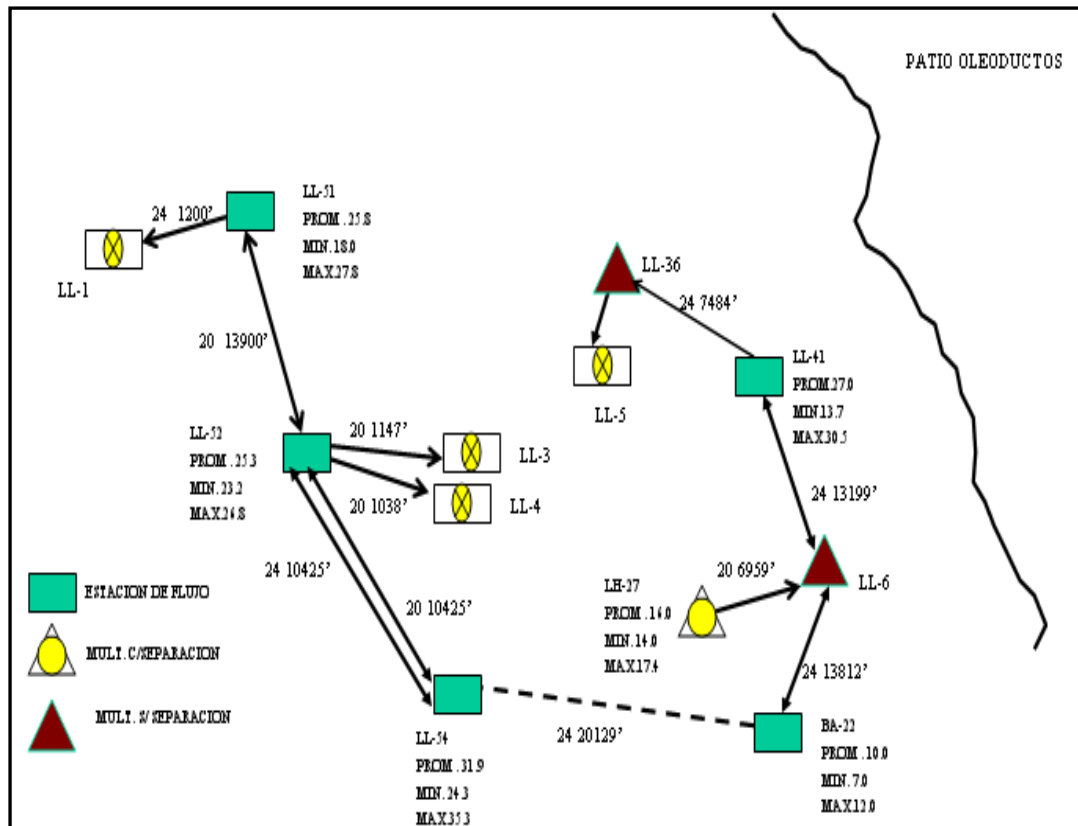 PATIO OLEODUCTOS
LL-51
PROM. 25.8
MIN. 18.0
MAX.27.8
24 1200'
LL-1
20 13900'
LL-36
24 7484'
LL-5
LL-41
PROM.27.0
MIN.13.7
MAX.30.5
LL-52
PROM. 25.3
MIN. 23.2
MAX.26.8
20 1147'
LL-3
20 1038'
LL-4
24 13199'
24 10425'
20 10425'
20 6959'
LL-6
LH-27
PROM. 16.0
MIN. 14.0
MAX.17.4
24 13812'
ESTACION DE FLUJO
MULT. C/SEPARACION
MULT. S/ SEPARACION
24 20129'
LL-54
PROM. 31.9
MIN. 24.3
MAX.35.3
BA-22
PROM. 10.0
MIN. 7.0
MAX.12.0